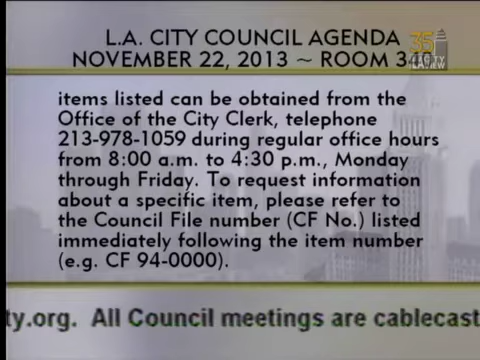 L.A. CITY COUNCIL AGENDA
NOVEMBER 22, 2013 ~ ROOM
35
items listed can be obtained from the
Office of the City Clerk, telephone
213-978-1059 during regular office hours
from 8:00 a.m. to 4:30 p.m., Monday
through Friday. To request information
about a specific item, please refer to
the Council File number (CF No.) listed
immediately following the item number
(e.g. CF 94-0000).
ty.org. All Council meetings are cablecast